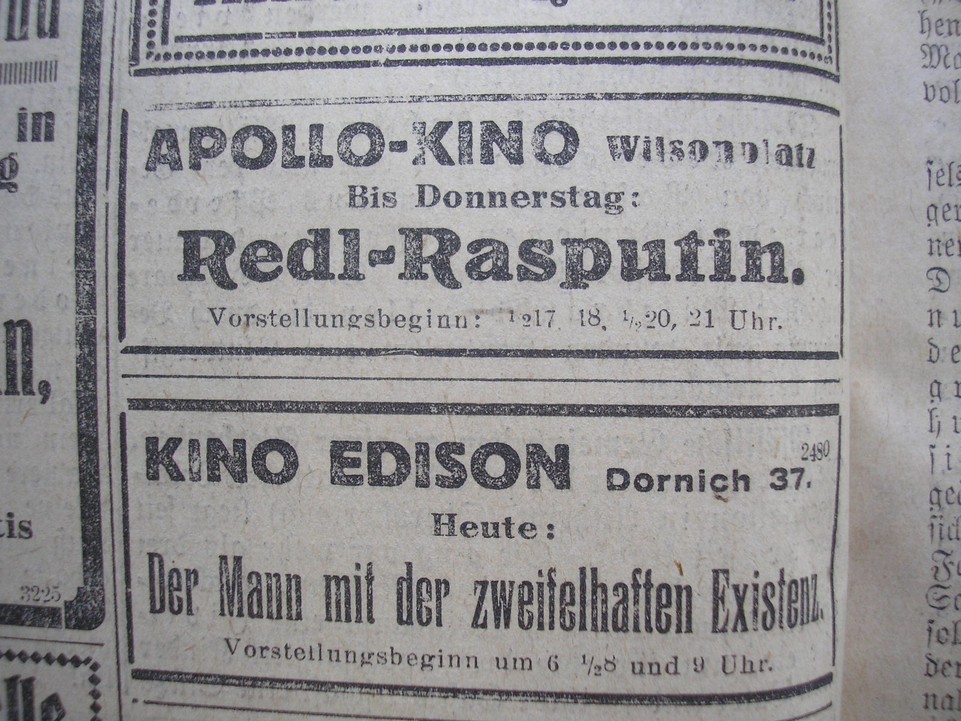 in
APOLLO-KINO Wilsonplatz
Bis Donnerstag:
Redl-Rasputin.
Vorstellungsbeginn: ½17, 18, ½20, 21 Uhr.
KINO EDISON 2480
Dornich 37.
Heute:
Der Mann mit der zweifelhaften Existenz.
Vorstellungsbeginn um 6 ½8 und 9 Uhr.
3225